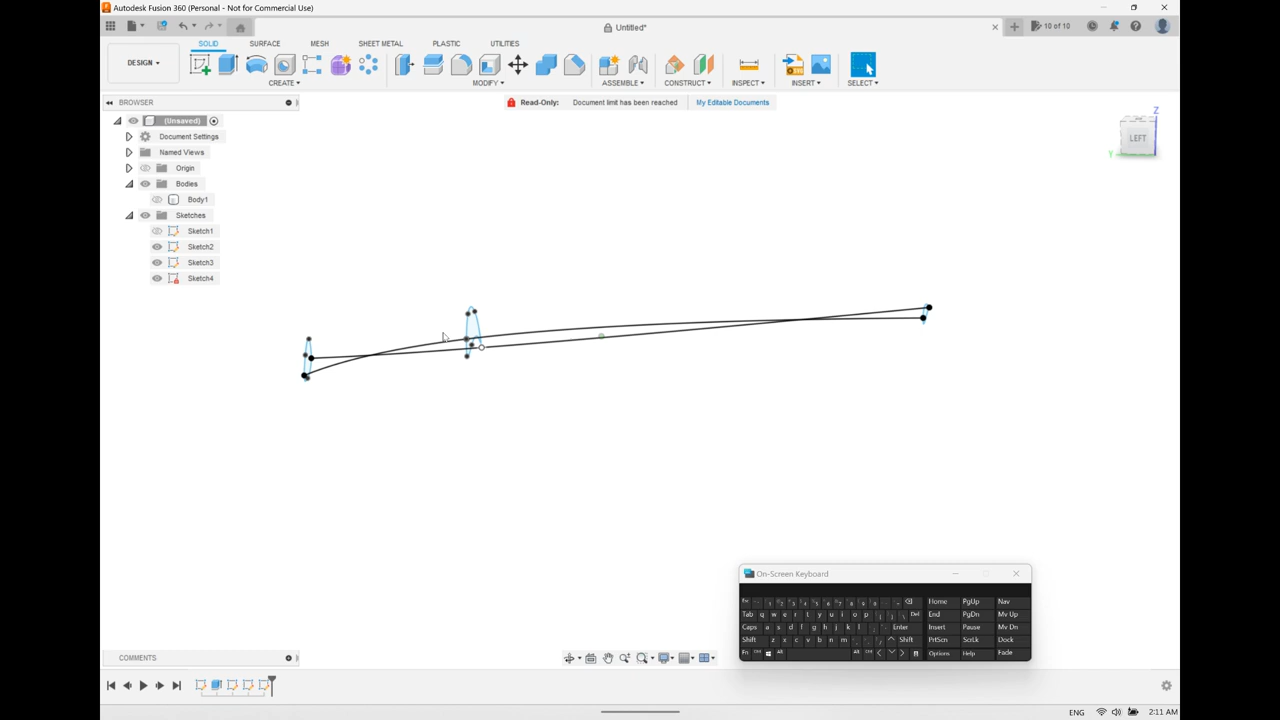 Autodesk Fusion 360 (Personal - Not for Commercial Use)
Untitled*
10 of 10
DESIGN
SOLID SURFACE MESH SHEET METAL PLASTIC UTILITIES
CREATE MODIFY ASSEMBLE CONSTRUCT INSPECT INSERT SELECT
BROWSER
Read-Only: Document limit has been reached My Editable Documents
(Unsaved)
Document Settings
Named Views
Origin
Bodies
Body1
Sketches
Sketch1
Sketch2
Sketch3
Sketch4
Z
LEFT
Y
On-Screen Keyboard
Home PgUp Nav
Tab q w e r t y u i o p Del End PgDn Mv Up
Caps a s d f g h j k l Enter Insert Pause Mv Dn
Shift z x c v b n m Shift PrtScn ScrLk Dock
Fn Options Help Fade
COMMENTS
ENG 2:11 AM